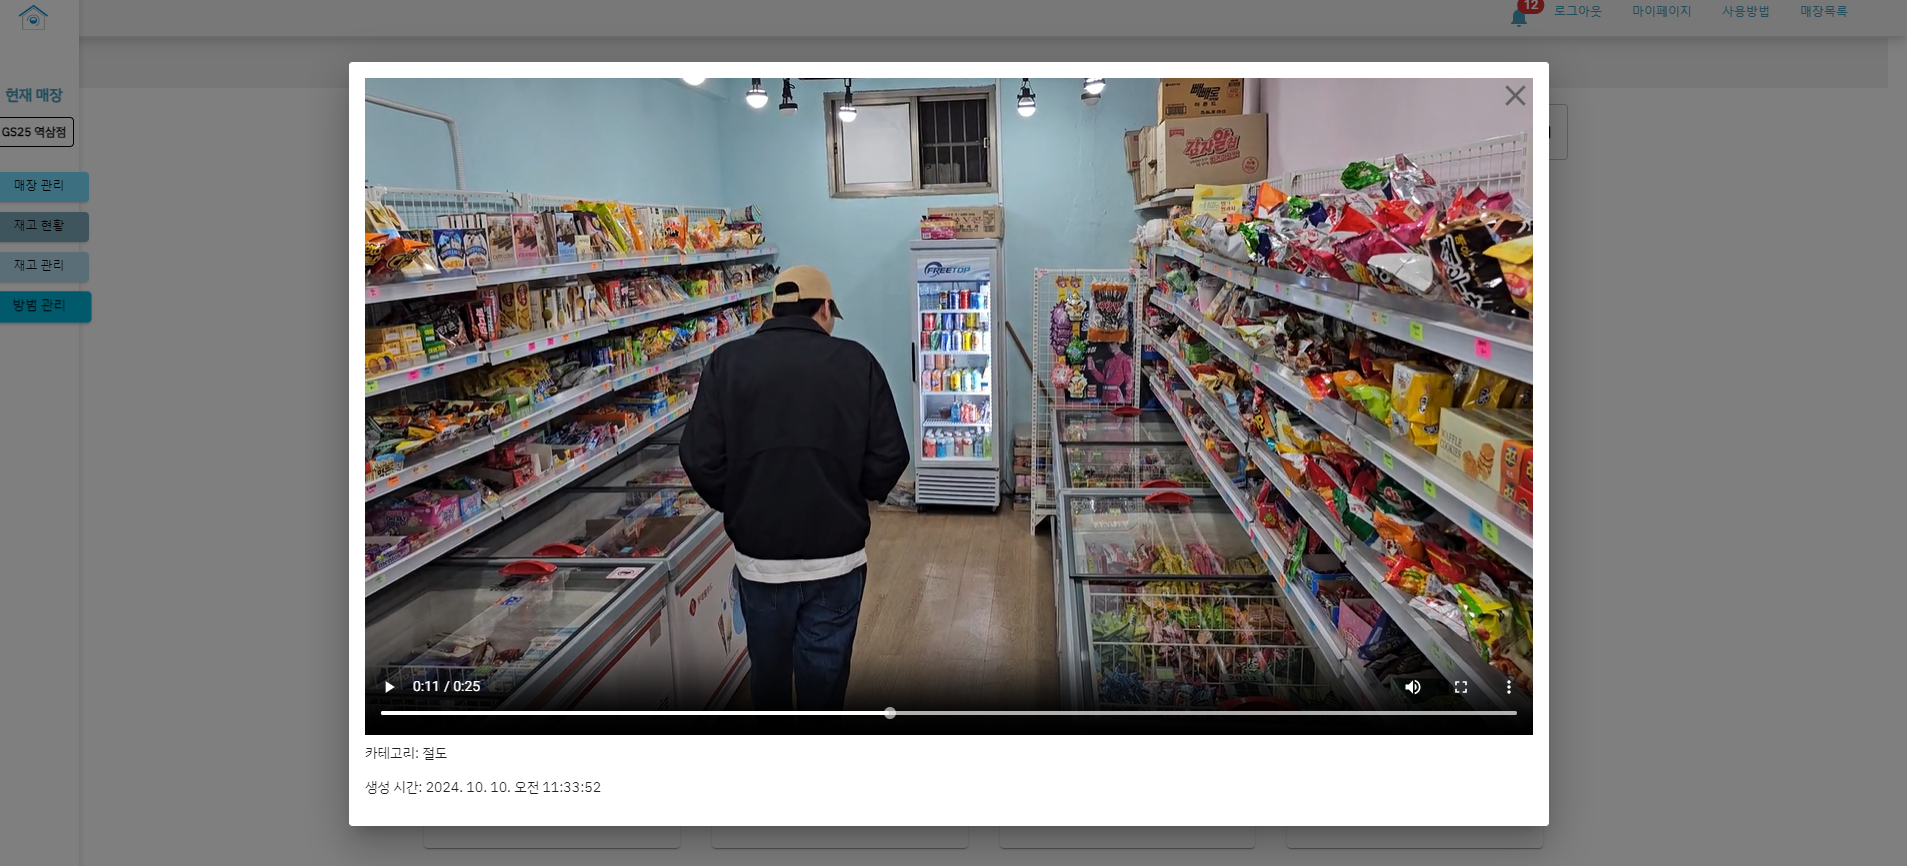 12
로그아웃
마이페이지
사용방법
매장목록
현재 매장
GS25 역삼점
매장 관리
재고 현황
재고 관리
방범 관리
빼빼로
감자알칩
FREETOP
WAFFLE
COOKIES
0:11 / 0:25
카테고리: 절도
생성 시간: 2024. 10. 10. 오전 11:33:52